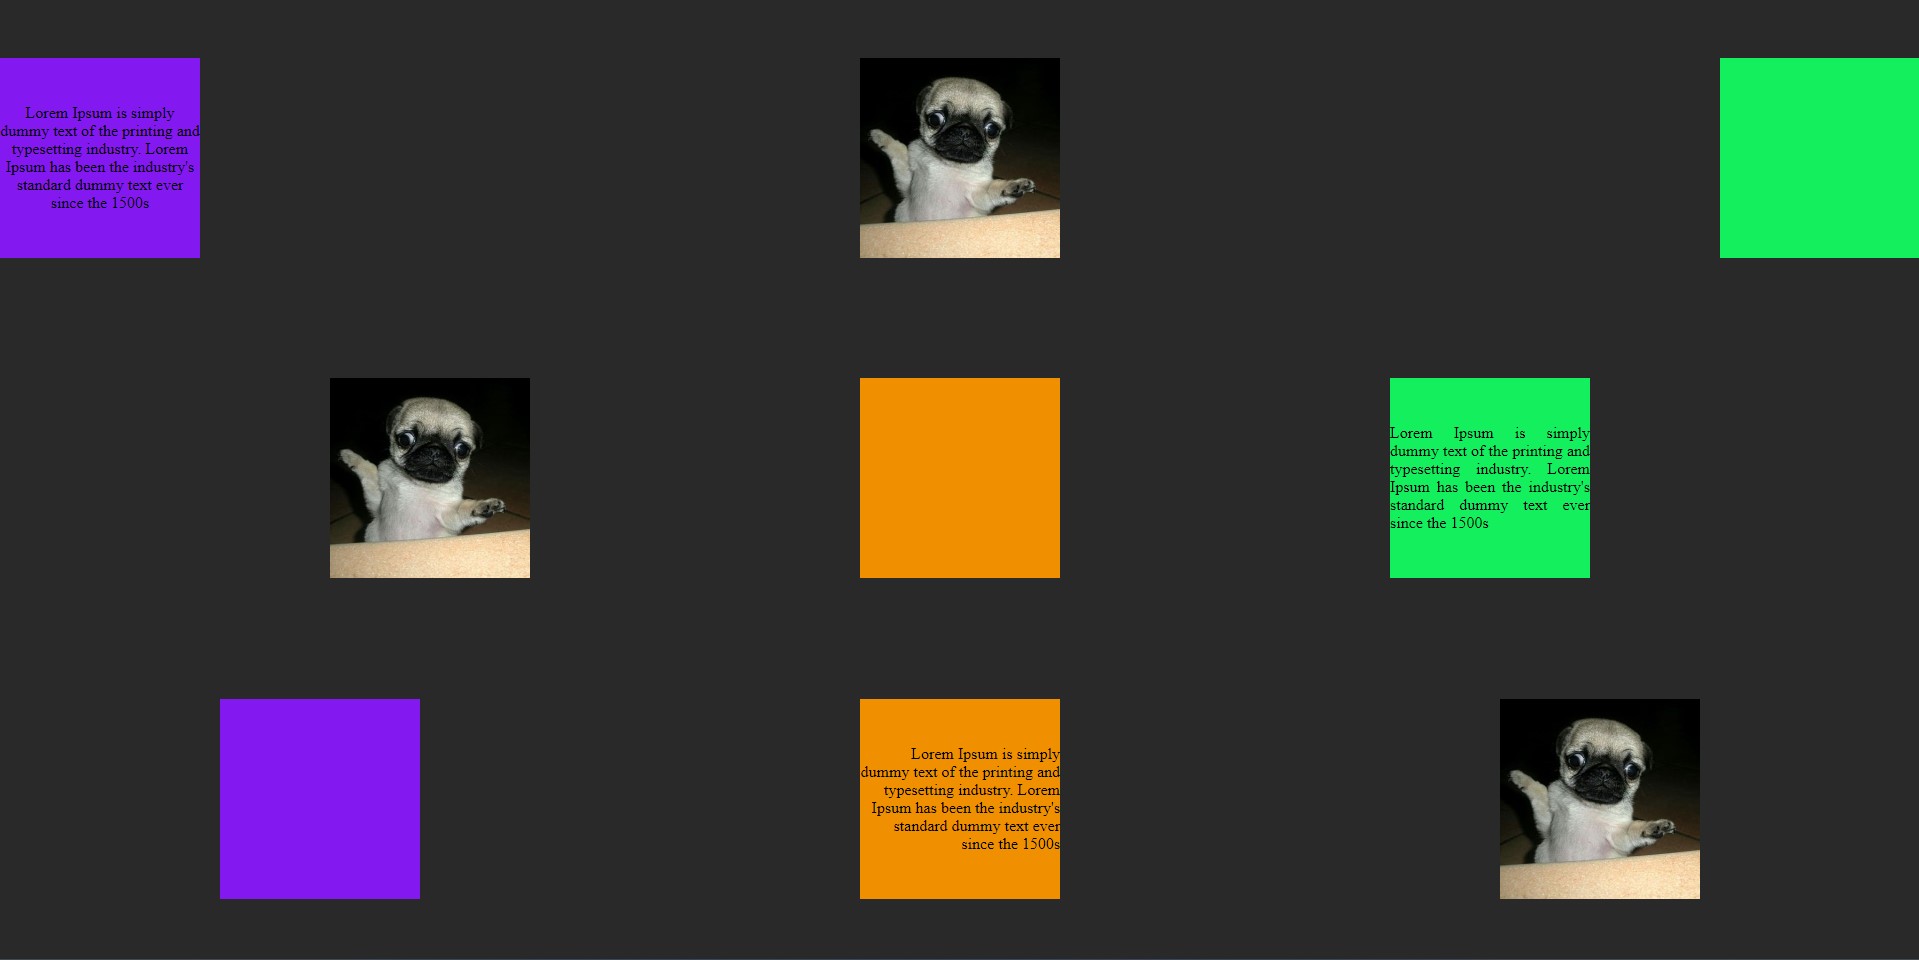 Lorem Ipsum is simply
dummy text of the printing and
typesetting industry. Lorem
Ipsum has been the industry's
standard dummy text ever
since the 1500s
Lorem Ipsum is simply
dummy text of the printing and
typesetting industry. Lorem
Ipsum has been the industry's
standard dummy text ever
since the 1500s
Lorem Ipsum is simply
dummy text of the printing and
typesetting industry. Lorem
Ipsum has been the industry's
standard dummy text ever
since the 1500s